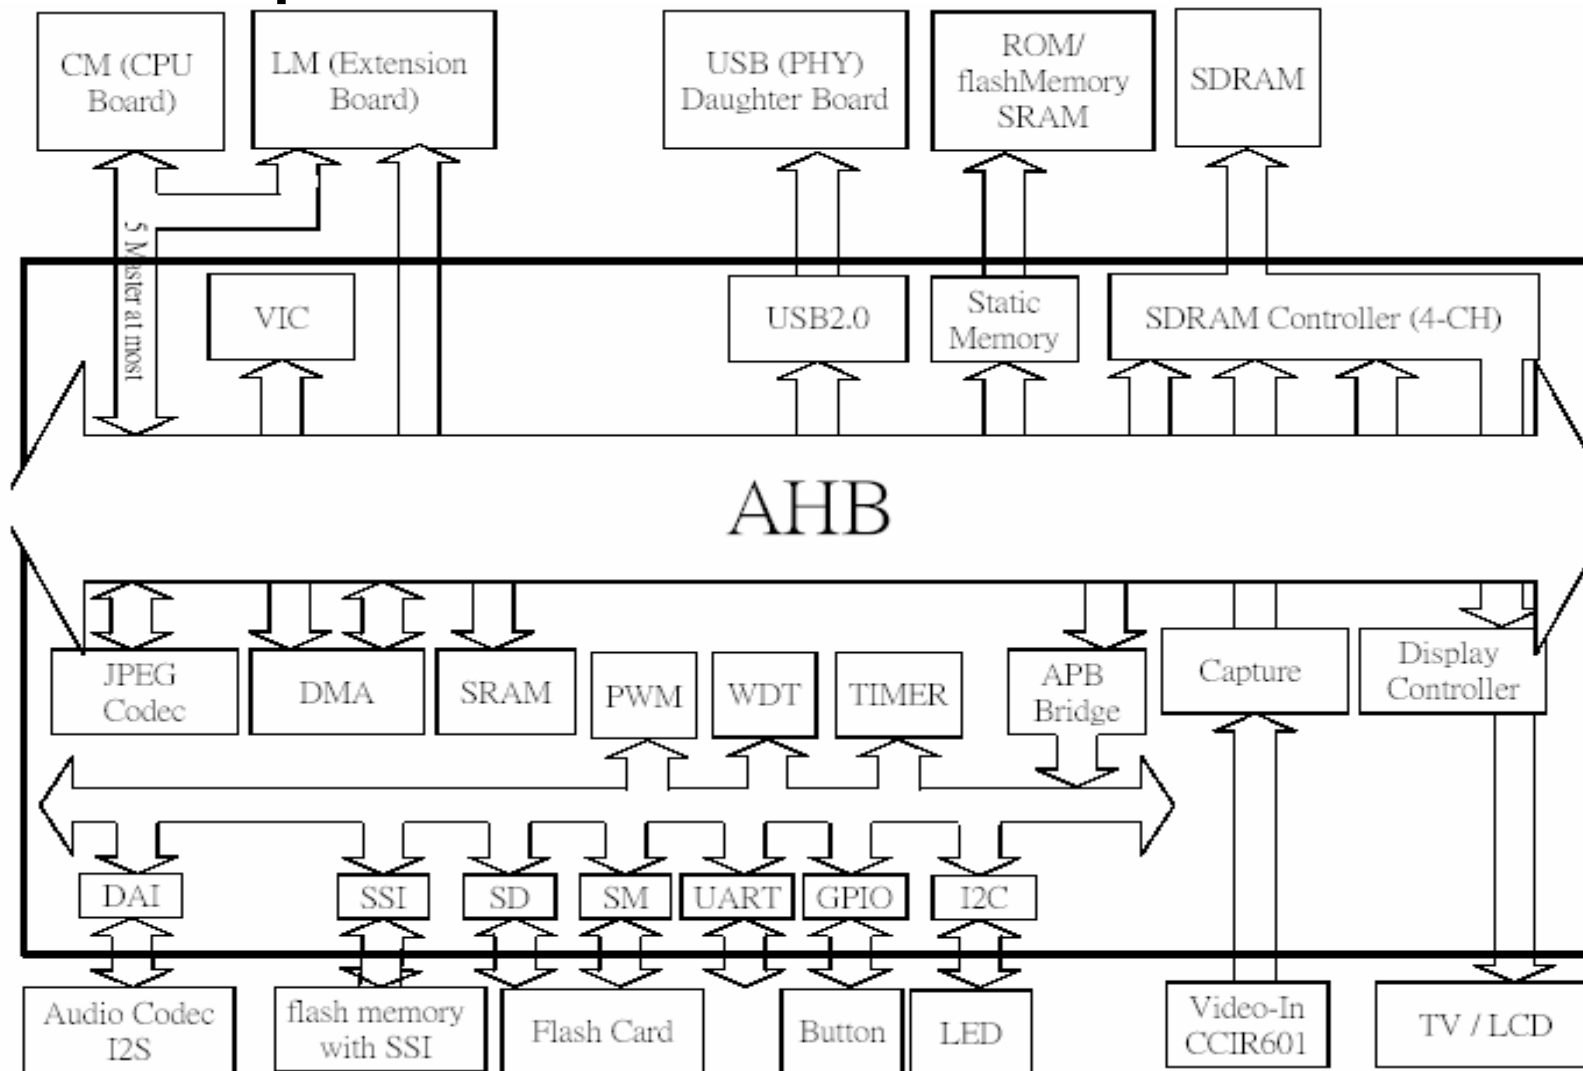 CM (CPU
Board)
LM (Extension
Board)
USB (PHY)
Daughter Board
ROM/
flashMemory
SRAM
SDRAM
5 Master at most
VIC
USB2.0
Static
Memory
SDRAM Controller (4-CH)
AHB
JPEG
Codec
DMA
SRAM
PWM
WDT
TIMER
APB
Bridge
Capture
Display
Controller
DAI
SSI
SD
SM
UART
GPIO
I2C
Audio Codec
I2S
flash memory
with SSI
Flash Card
Button
LED
Video-In
CCIR601
TV / LCD